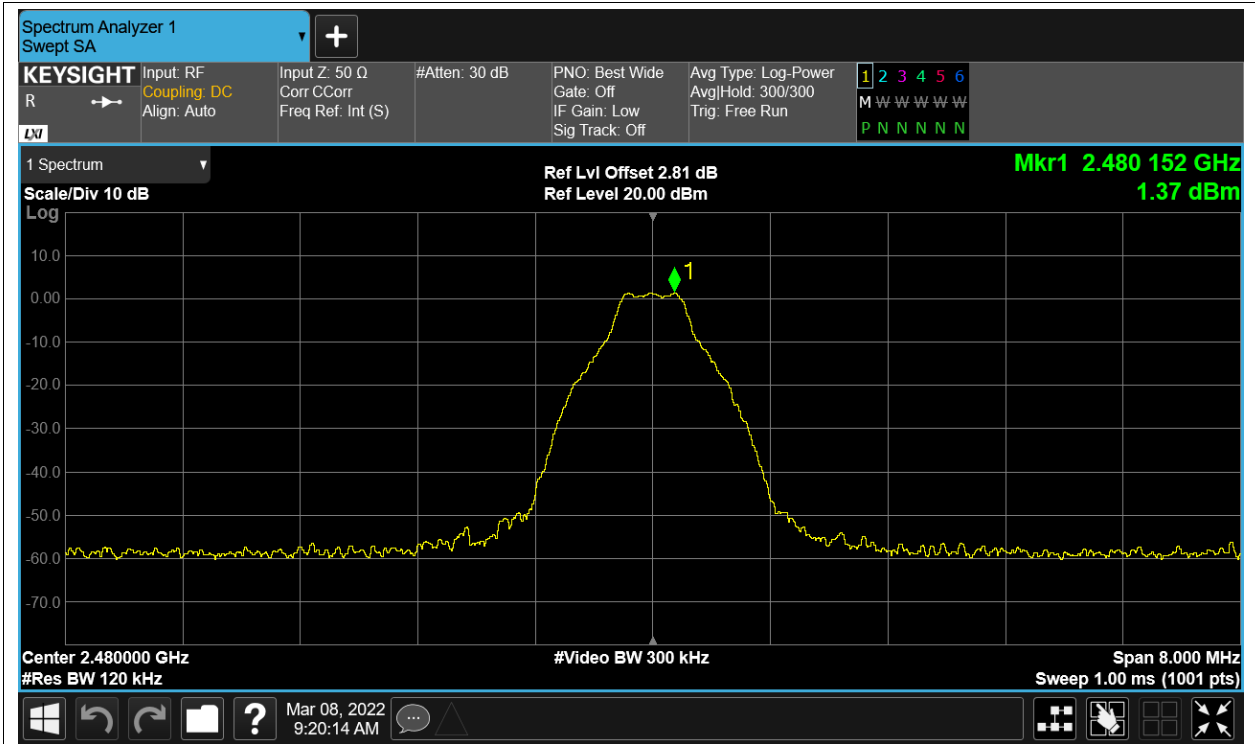 Spectrum Analyzer 1
Swept SA
+
KEYSIGHT
R
LXI
Input: RF
Coupling: DC
Align: Auto
Input Z: 50 Ω
Corr CCorr
Freq Ref: Int (S)
#Atten: 30 dB
PNO: Best Wide
Gate: Off
IF Gain: Low
Sig Track: Off
Avg Type: Log-Power
Avg|Hold: 300/300
Trig: Free Run
1 2 3 4 5 6
M W W W W W
P N N N N N
1 Spectrum
Scale/Div 10 dB
Log
Ref Lvl Offset 2.81 dB
Ref Level 20.00 dBm
Mkr1 2.480 152 GHz
1.37 dBm
1
10.0
0.00
-10.0
-20.0
-30.0
-40.0
-50.0
-60.0
-70.0
Center 2.480000 GHz
#Res BW 120 kHz
#Video BW 300 kHz
Span 8.000 MHz
Sweep 1.00 ms (1001 pts)
?
Mar 08, 2022
9:20:14 AM